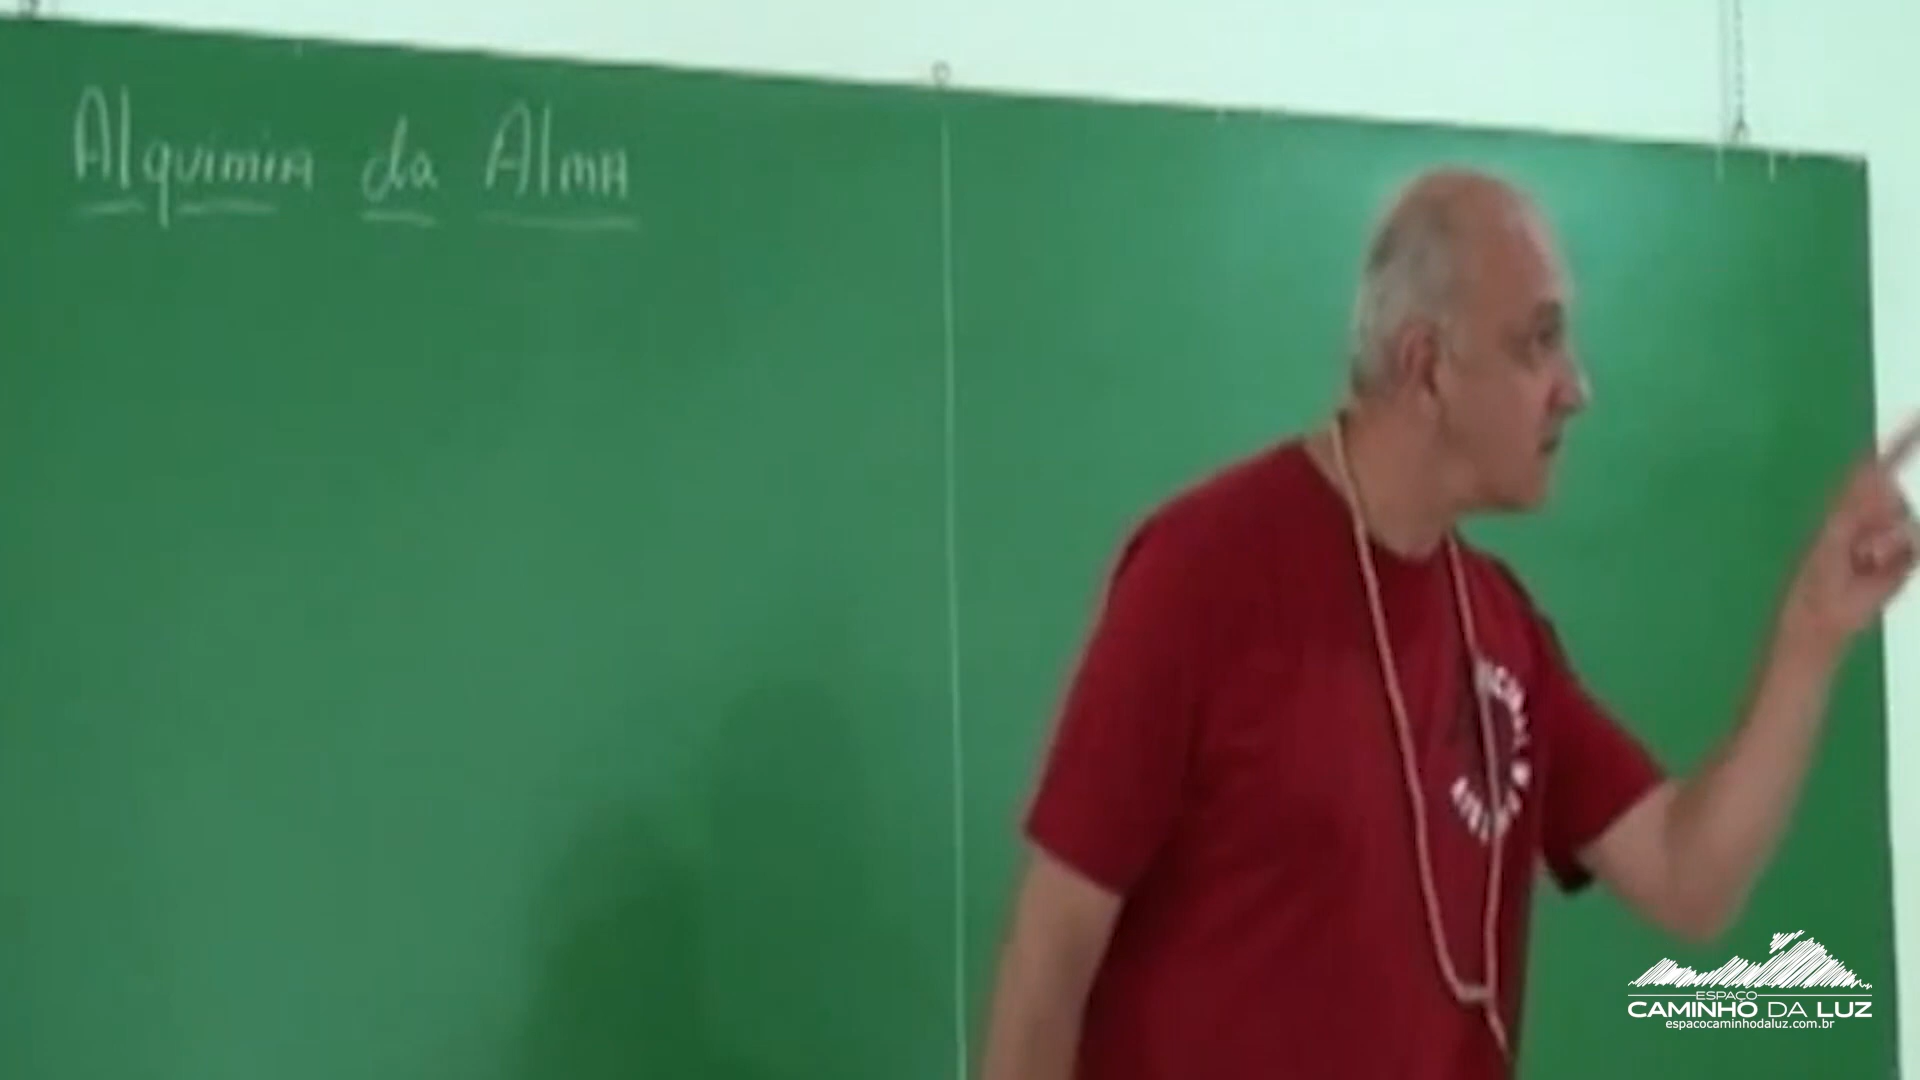 Alquimia da Alma
ESPAÇO
CAMINHO DA LUZ
espacocaminhodaluz.com.br